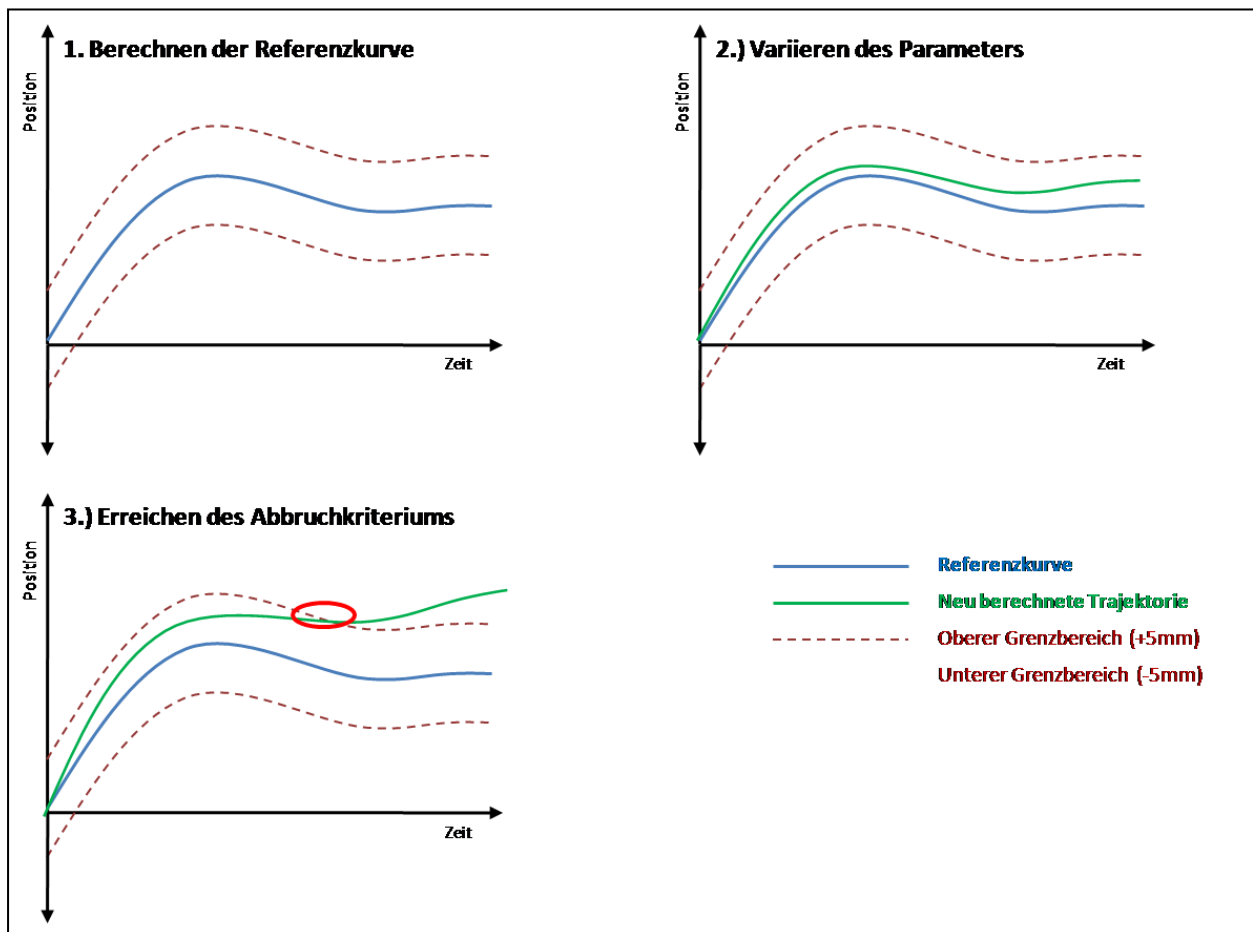 1. Berechnen der Referenzkurve
Position
Zeit
2.) Variieren des Parameters
Position
Zeit
3.) Erreichen des Abbruchkriteriums
Position
Zeit
Referenzkurve
Neu berechnete Trajektorie
Oberer Grenzbereich (+5mm)
Unterer Grenzbereich (-5mm)